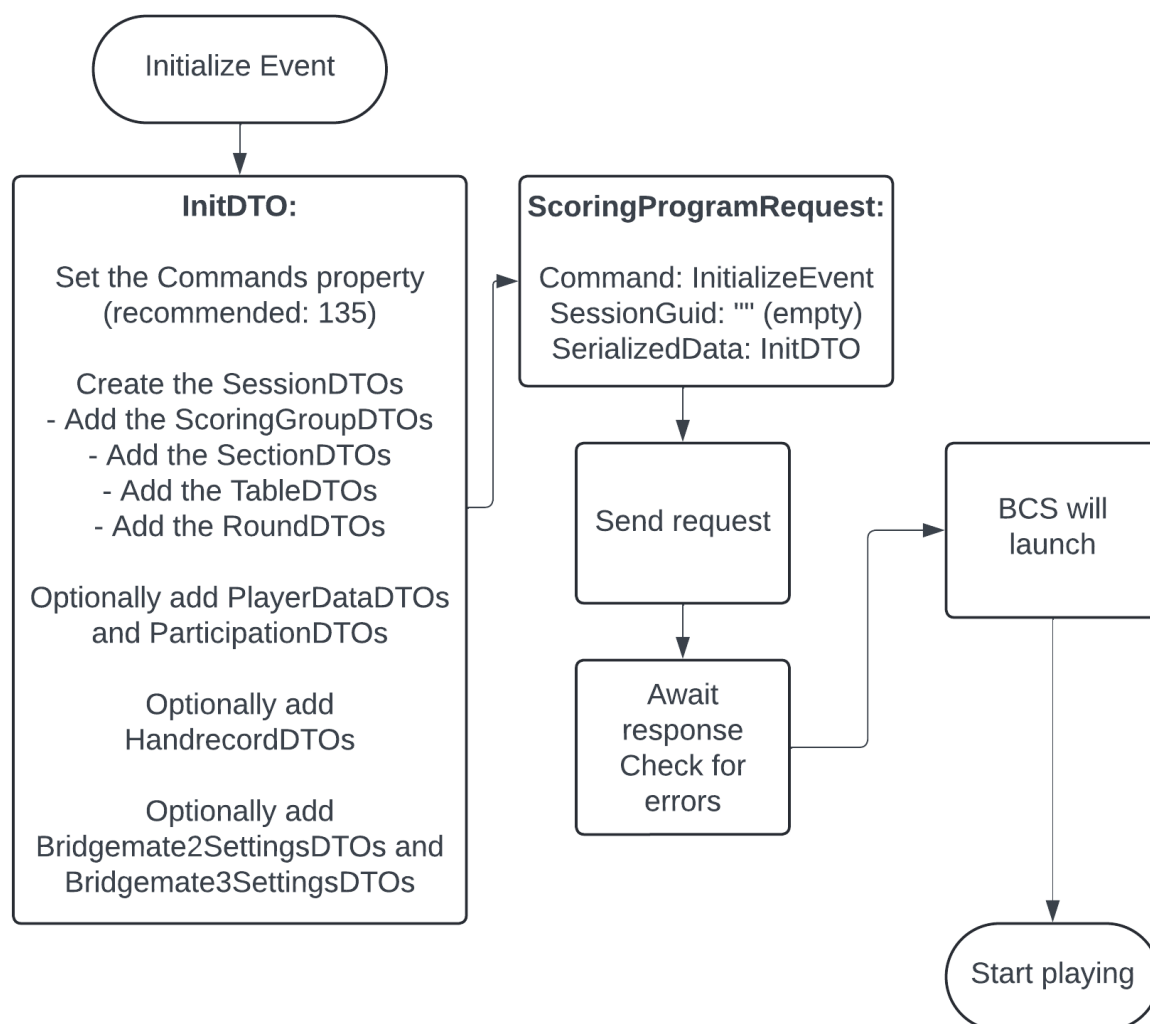 Initialize Event
InitDTO:
Set the Commands property
(recommended: 135)
Create the SessionDTOs
- Add the ScoringGroupDTOs
- Add the SectionDTOs
- Add the TableDTOs
- Add the RoundDTOs
Optionally add PlayerDataDTOs
and ParticipationDTOs
Optionally add
HandrecordDTOs
Optionally add
Bridgemate2SettingsDTOs and
Bridgemate3SettingsDTOs
ScoringProgramRequest:
Command: InitializeEvent
SessionGuid: "" (empty)
SerializedData: InitDTO
Send request
Await
response
Check for
errors
BCS will
launch
Start playing